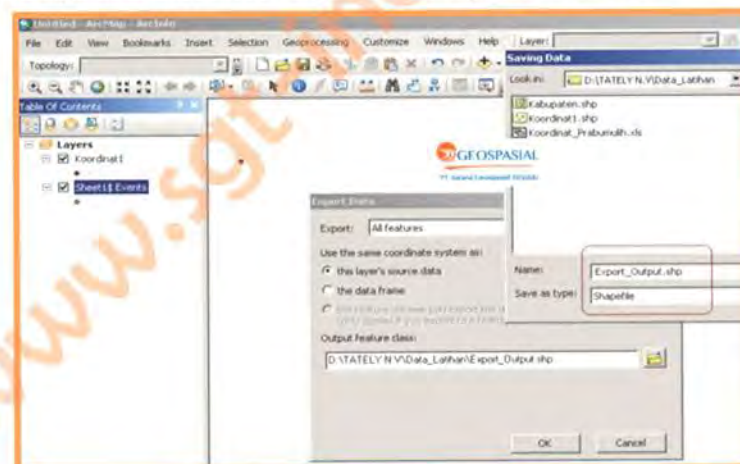 Untitled - ArcMap - ArcInfo
File Edit View Bookmarks Insert Selection Geoprocessing Customize Windows Help
Layer:
Topology:
Table Of Contents
Layers
Koordinat1
Sheet1$ Events
GEOSPASIAL
Saving Data
Look in: D:\TATELY N.V\Data_Latihan
Kabupaten.shp
Koordinat1.shp
Koordinat_Prabumulih.xls
Name: Export_Output.shp
Save as type: Shapefile
Export Data
Export: All features
Use the same coordinate system as:
this layer's source data
the data frame
Output feature class:
D:\TATELY N V\Data_Latihan\Export_Output.shp
OK Cancel
www.sgt